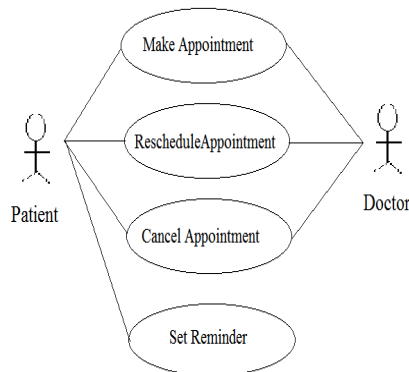 Make Appointment
RescheduleAppointment
Patient
Doctor
Cancel Appointment
Set Reminder